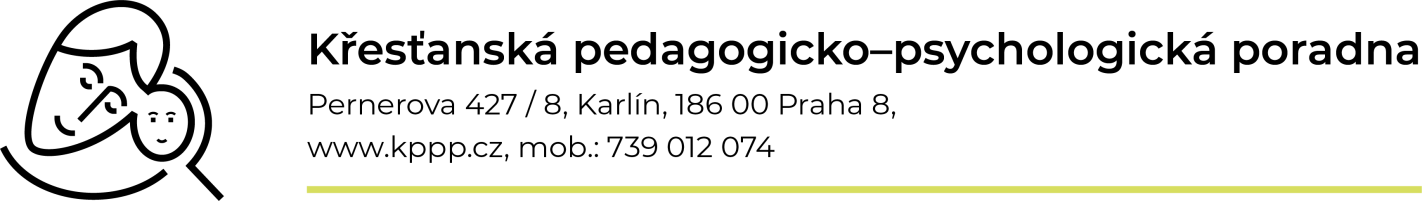 Křesťanská pedagogicko–psychologická poradna
Pernerova 427 / 8, Karlín, 186 00 Praha 8,
www.kppp.cz, mob.: 739 012 074